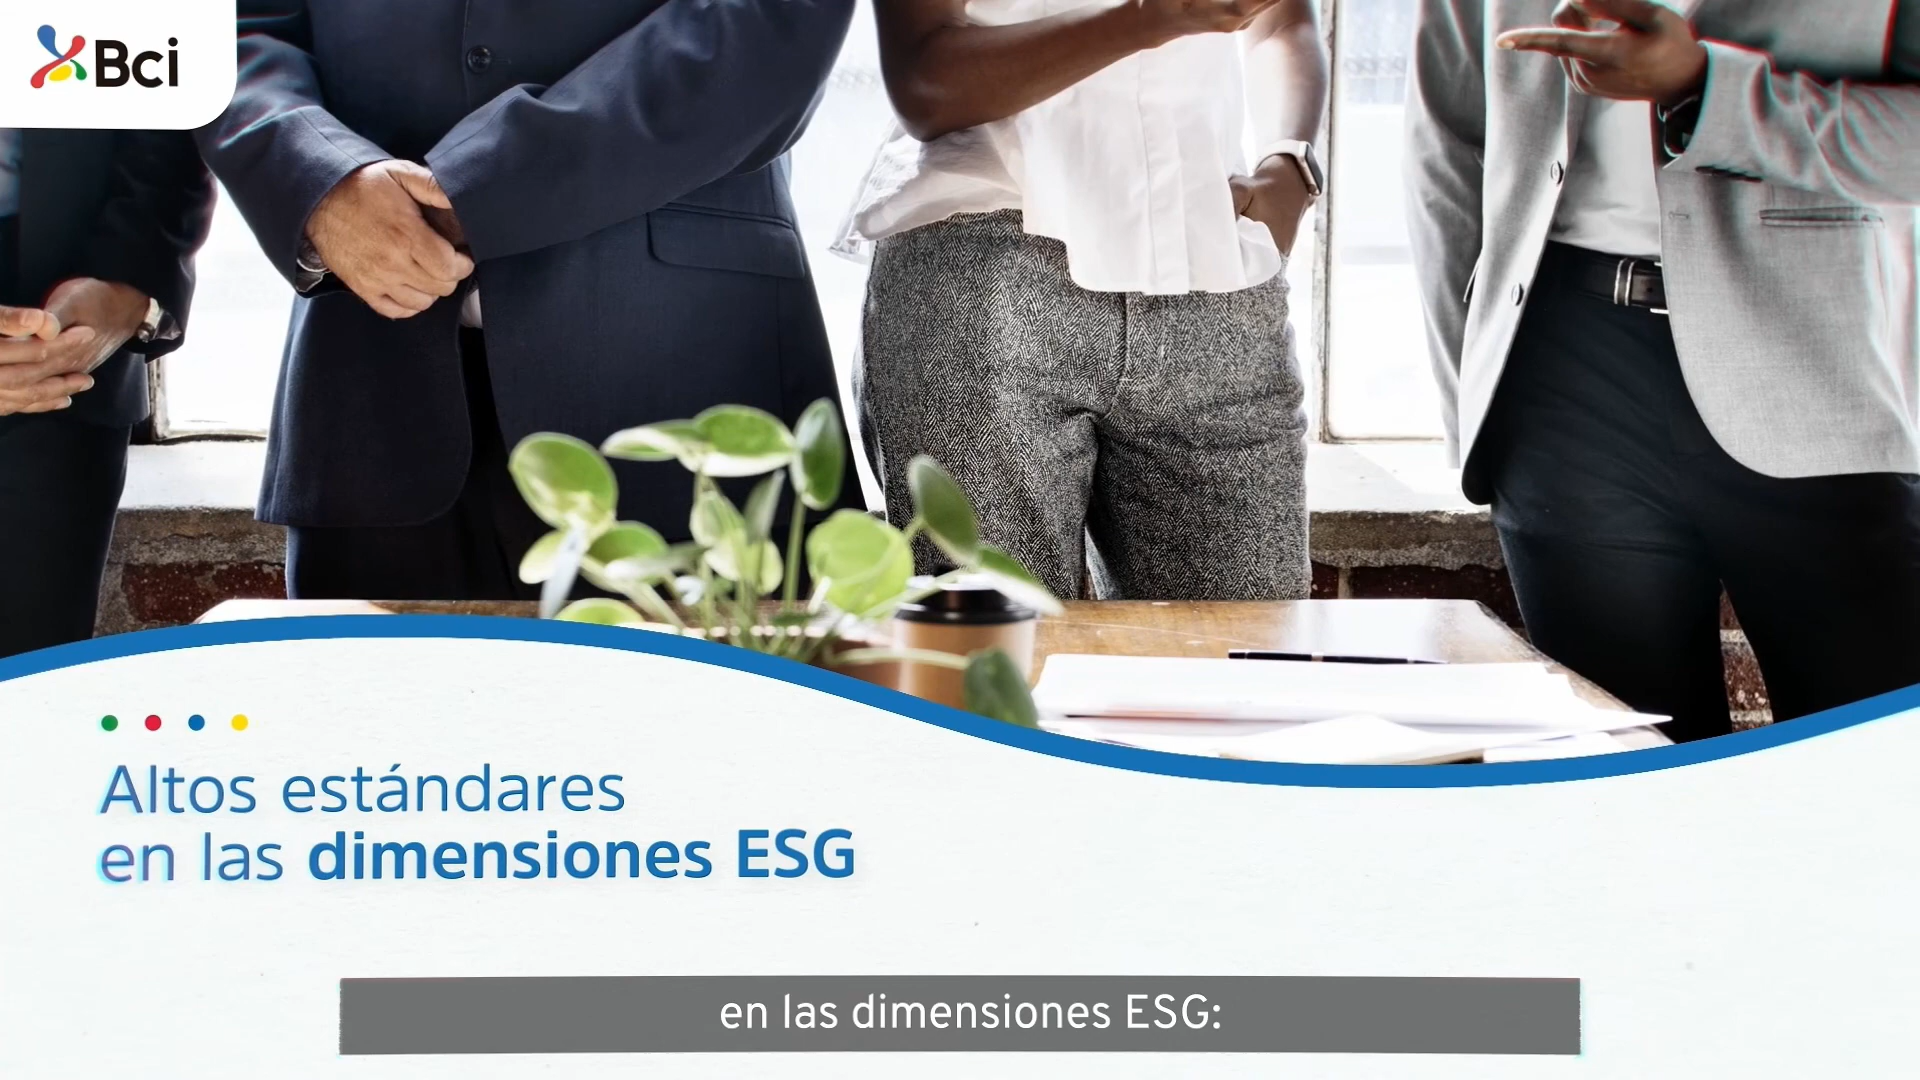 Bci
Altos estándares
en las dimensiones ESG
en las dimensiones ESG: